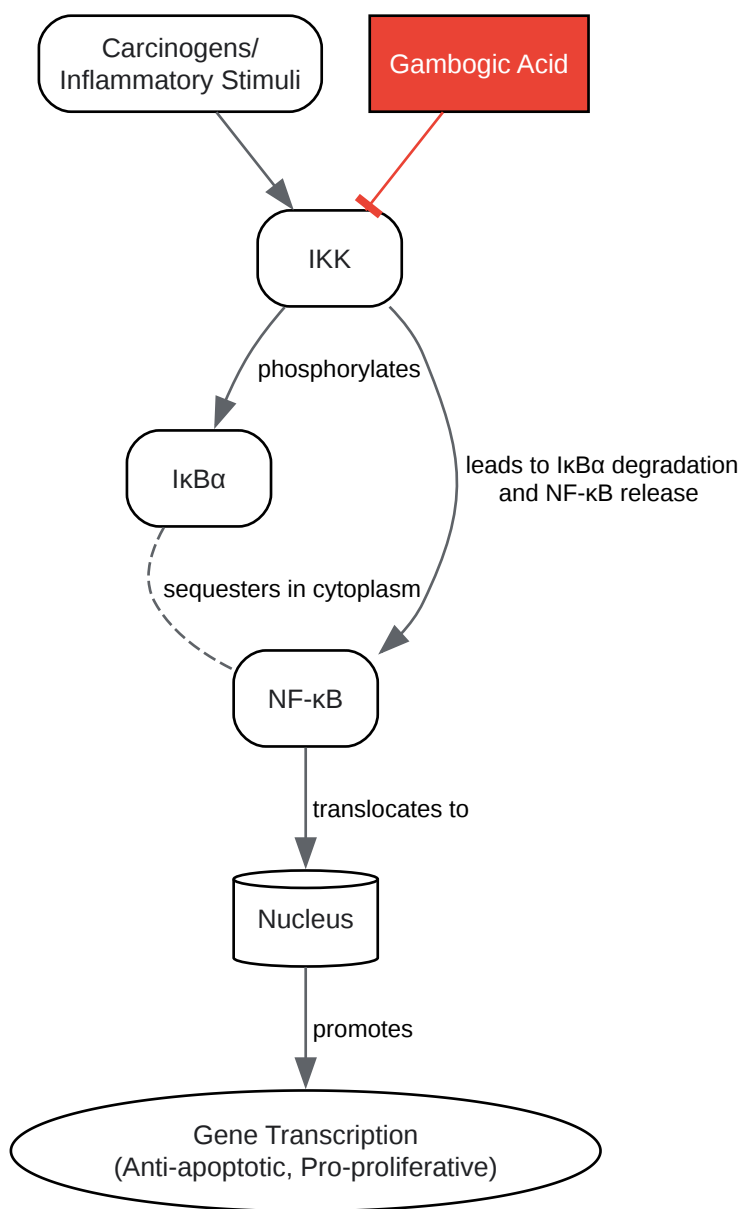 Carcinogens/
Inflammatory Stimuli
Gambogic Acid
IKK
phosphorylates
IκBα
leads to IκBα degradation
and NF-κB release
sequesters in cytoplasm
NF-κB
translocates to
Nucleus
promotes
Gene Transcription
(Anti-apoptotic, Pro-proliferative)